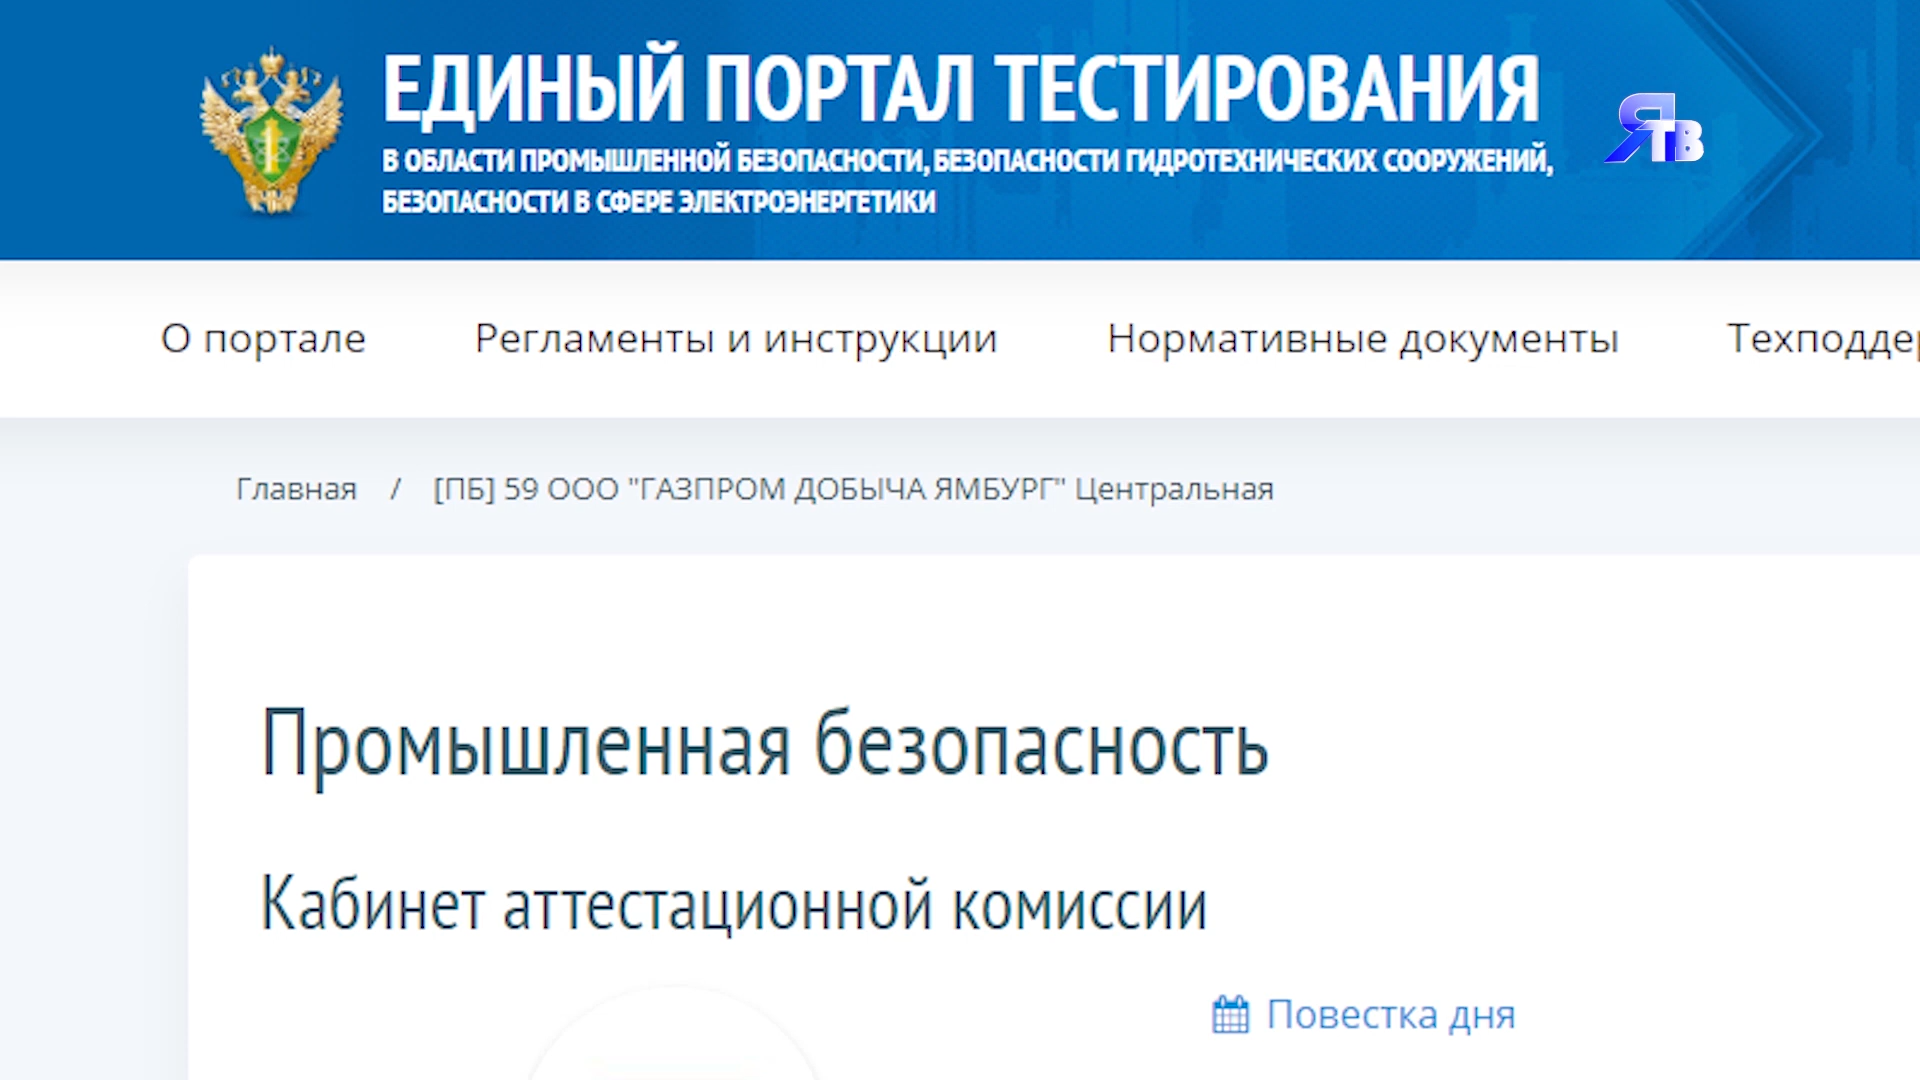 ЕДИНЫЙ ПОРТАЛ ТЕСТИРОВАНИЯ
В ОБЛАСТИ ПРОМЫШЛЕННОЙ БЕЗОПАСНОСТИ, БЕЗОПАСНОСТИ ГИДРОТЕХНИЧЕСКИХ СООРУЖЕНИЙ,
БЕЗОПАСНОСТИ В СФЕРЕ ЭЛЕКТРОЭНЕРГЕТИКИ
ЯТВ
О портале Регламенты и инструкции Нормативные документы Техподдер
Главная / [ПБ] 59 ООО "ГАЗПРОМ ДОБЫЧА ЯМБУРГ" Центральная
Промышленная безопасность
Кабинет аттестационной комиссии
Повестка дня